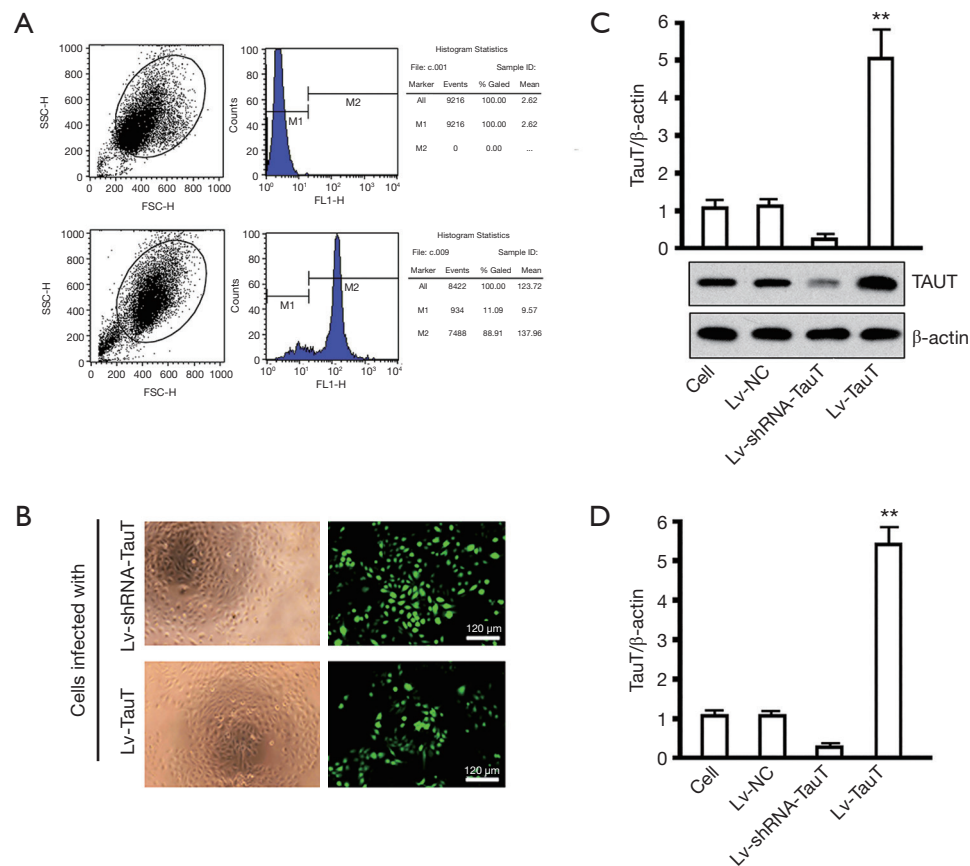 A
1000
800
600
400
200
0
SSC-H
0 200 400 600 800 1000
FSC-H
100
80
60
40
20
0
Counts
M1
M2
10⁰ 10¹ 10² 10³ 10⁴
FL1-H
Histogram Statistics
File: c.001 Sample ID:
Marker Events % Galed Mean
All 9216 100.00 2.62
M1 9216 100.00 2.62
M2 0 0.00 ...
1000
800
600
400
200
0
SSC-H
0 200 400 600 800 1000
FSC-H
100
80
60
40
20
0
Counts
M1
M2
10⁰ 10¹ 10² 10³ 10⁴
FL1-H
Histogram Statistics
File: c.009 Sample ID:
Marker Events % Galed Mean
All 8422 100.00 123.72
M1 934 11.09 9.57
M2 7488 88.91 137.96
B
Cells infected with
Lv-shRNA-TauT
120 µm
Lv-TauT
120 µm
C
6
5
4
3
2
1
0
TauT/β-actin
**
TAUT
β-actin
Cell
Lv-NC
Lv-shRNA-TauT
Lv-TauT
D
6
5
4
3
2
1
0
TauT/β-actin
**
Cell
Lv-NC
Lv-shRNA-TauT
Lv-TauT